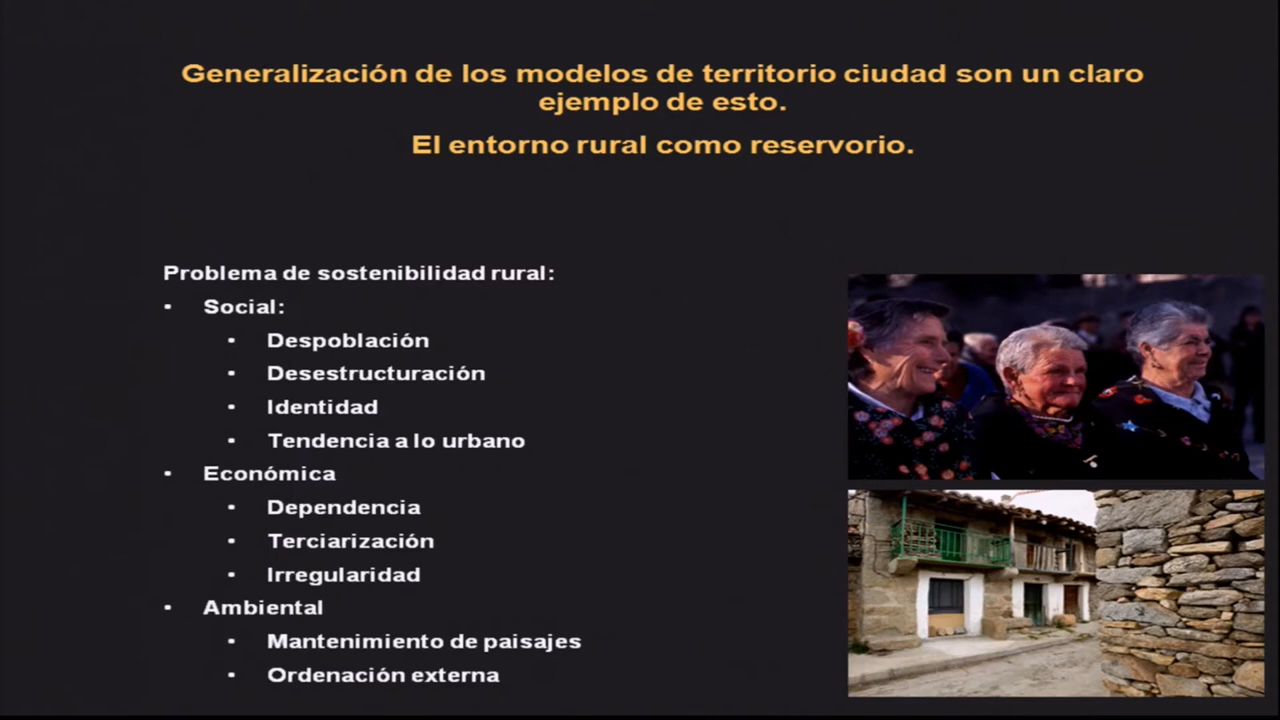 Generalización de los modelos de territorio ciudad son un claro
ejemplo de esto.
El entorno rural como reservorio.
Problema de sostenibilidad rural:
• Social:
• Despoblación
• Desestructuración
• Identidad
• Tendencia a lo urbano
• Económica
• Dependencia
• Terciarización
• Irregularidad
• Ambiental
• Mantenimiento de paisajes
• Ordenación externa